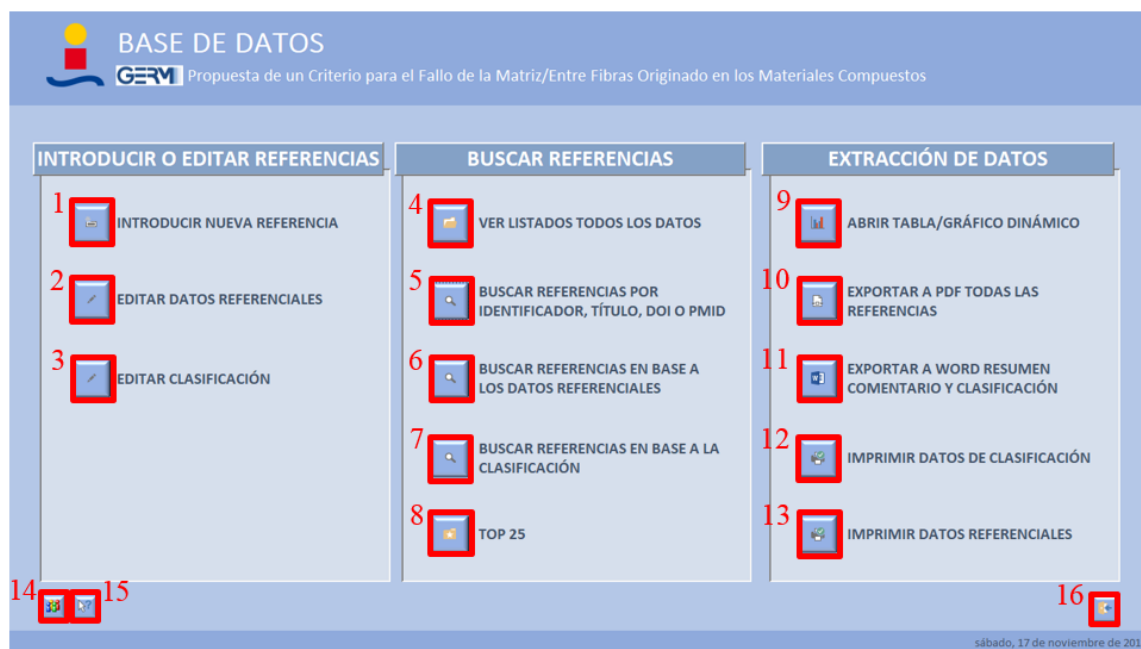 BASE DE DATOS
GERM Propuesta de un Criterio para el Fallo de la Matriz/Entre Fibras Originado en los Materiales Compuestos
INTRODUCIR O EDITAR REFERENCIAS
1
INTRODUCIR NUEVA REFERENCIA
2
EDITAR DATOS REFERENCIALES
3
EDITAR CLASIFICACIÓN
BUSCAR REFERENCIAS
4
VER LISTADOS TODOS LOS DATOS
5
BUSCAR REFERENCIAS POR
IDENTIFICADOR, TÍTULO, DOI O PMID
6
BUSCAR REFERENCIAS EN BASE A
LOS DATOS REFERENCIALES
7
BUSCAR REFERENCIAS EN BASE A LA
CLASIFICACIÓN
8
TOP 25
EXTRACCIÓN DE DATOS
9
ABRIR TABLA/GRÁFICO DINÁMICO
10
EXPORTAR A PDF TODAS LAS
REFERENCIAS
11
EXPORTAR A WORD RESUMEN
COMENTARIO Y CLASIFICACIÓN
12
IMPRIMIR DATOS DE CLASIFICACIÓN
13
IMPRIMIR DATOS REFERENCIALES
14
15
16
sábado, 17 de noviembre de 201